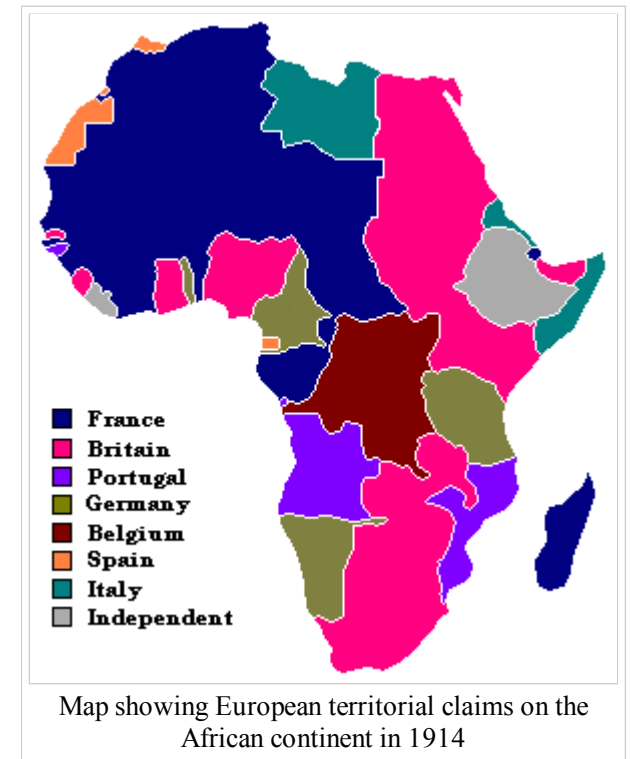 France
Britain
Portugal
Germany
Belgium
Spain
Italy
Independent
Map showing European territorial claims on the
African continent in 1914